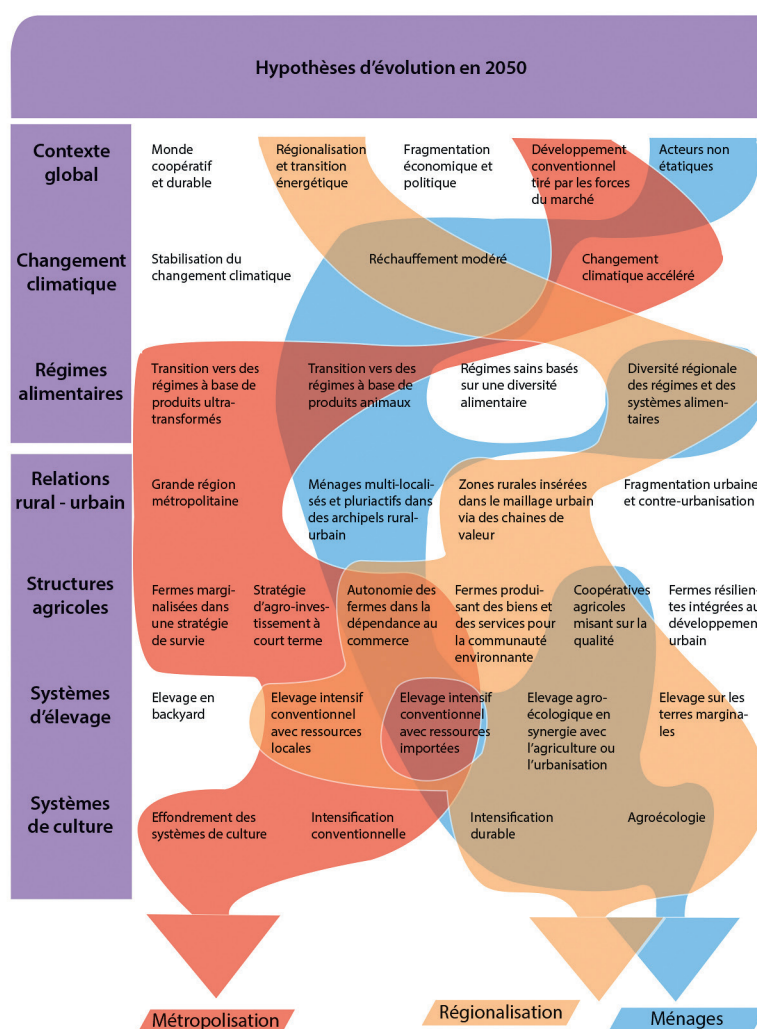 Hypothèses d'évolution en 2050
Contexte
global
Monde
coopératif
et durable
Régionalisation
et transition
énergétique
Fragmentation
économique et
politique
Développement
conventionnel
tiré par les forces
du marché
Acteurs non
étatiques
Changement
climatique
Stabilisation du
changement climatique
Réchauffement modéré
Changement
climatique accéléré
Régimes
alimentaires
Transition vers des
régimes à base de
produits ultra-
transformés
Transition vers des
régimes à base de
produits animaux
Régimes sains basés
sur une diversité
alimentaire
Diversité régionale
des régimes et des
systèmes alimen-
taires
Relations
rural - urbain
Grande région
métropolitaine
Ménages multi-locali-
sés et pluriactifs dans
des archipels rural-
urbain
Zones rurales insérées
dans le maillage urbain
via des chaines de
valeur
Fragmentation urbaine
et contre-urbanisation
Structures
agricoles
Fermes margi-
nalisées dans
une stratégie
de survie
Stratégie
d'agro-inves-
tissement à
court terme
Autonomie des
fermes dans la
dépendance au
commerce
Fermes produi-
sant des biens et
des services pour
la communauté
environnante
Coopératives
agricoles
misant sur la
qualité
Fermes résilien-
tes intégrées au
développement
urbain
Systèmes
d'élevage
Elevage en
backyard
Elevage intensif
conventionnel
avec ressources
locales
Elevage intensif
conventionnel
avec ressources
importées
Elevage agro-
écologique en
synergie avec
l'agriculture ou
l'urbanisation
Elevage sur les
terres margina-
les
Systèmes
de culture
Effondrement des
systèmes de culture
Intensification
conventionnelle
Intensification
durable
Agroécologie
Métropolisation
Régionalisation
Ménages